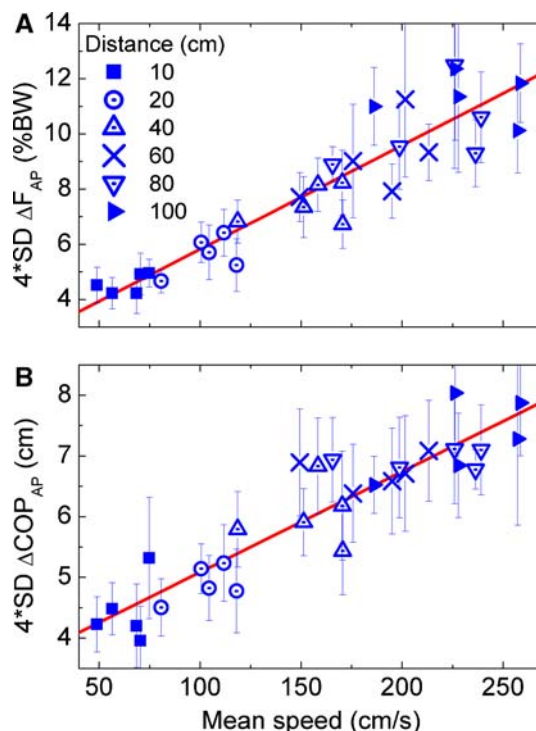 A
14
12
10
8
6
4
4*SD ΔF_AP (%BW)
Distance (cm)
10
20
40
60
80
100
B
8
7
6
5
4
4*SD ΔCOP_AP (cm)
50 100 150 200 250
Mean speed (cm/s)